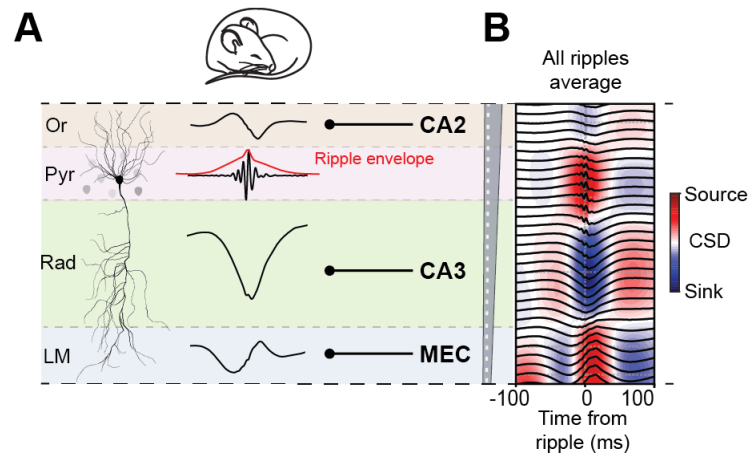 A
B
All ripples
average
Or
CA2
Pyr
Ripple envelope
Source
CSD
Sink
Rad
CA3
LM
MEC
-100
0
100
Time from
ripple (ms)